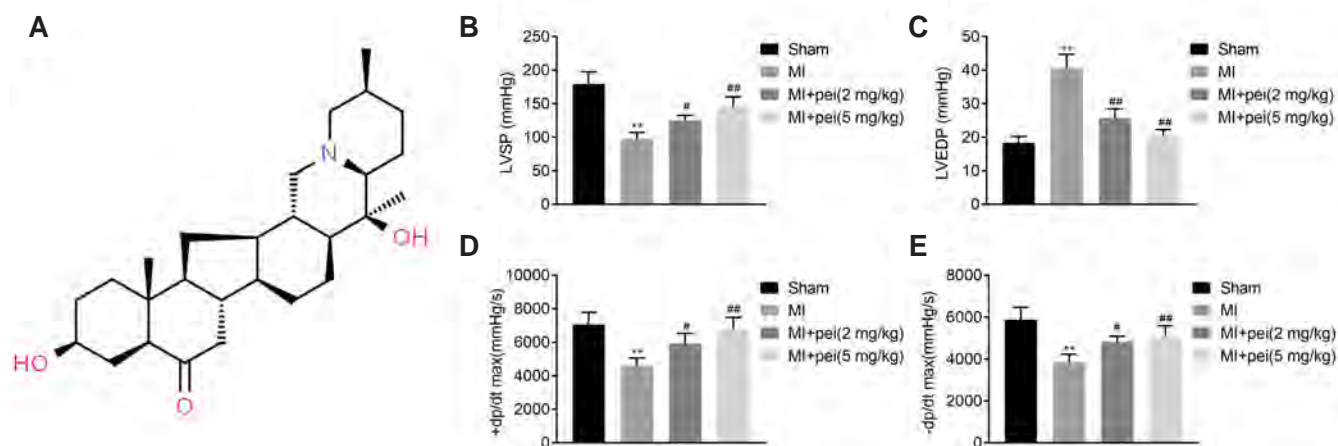 A
N
OH
HO
O
B
LVSP (mmHg)
250
200
150
100
50
0
**
#
##
Sham
MI
MI+pei(2 mg/kg)
MI+pei(5 mg/kg)
C
LVEDP (mmHg)
50
40
30
20
10
0
**
##
##
Sham
MI
MI+pei(2 mg/kg)
MI+pei(5 mg/kg)
D
+dp/dt max(mmHg/s)
10000
8000
6000
4000
2000
0
**
#
##
Sham
MI
MI+pei(2 mg/kg)
MI+pei(5 mg/kg)
E
-dp/dt max(mmHg/s)
8000
6000
4000
2000
0
**
#
##
Sham
MI
MI+pei(2 mg/kg)
MI+pei(5 mg/kg)